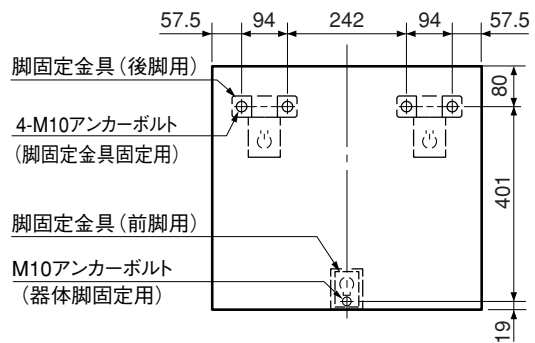 57.5 94 242 94 57.5
脚固定金具(後脚用)
4-M10アンカーボルト
(脚固定金具固定用)
80
401
脚固定金具(前脚用)
M10アンカーボルト
(器体脚固定用)
19